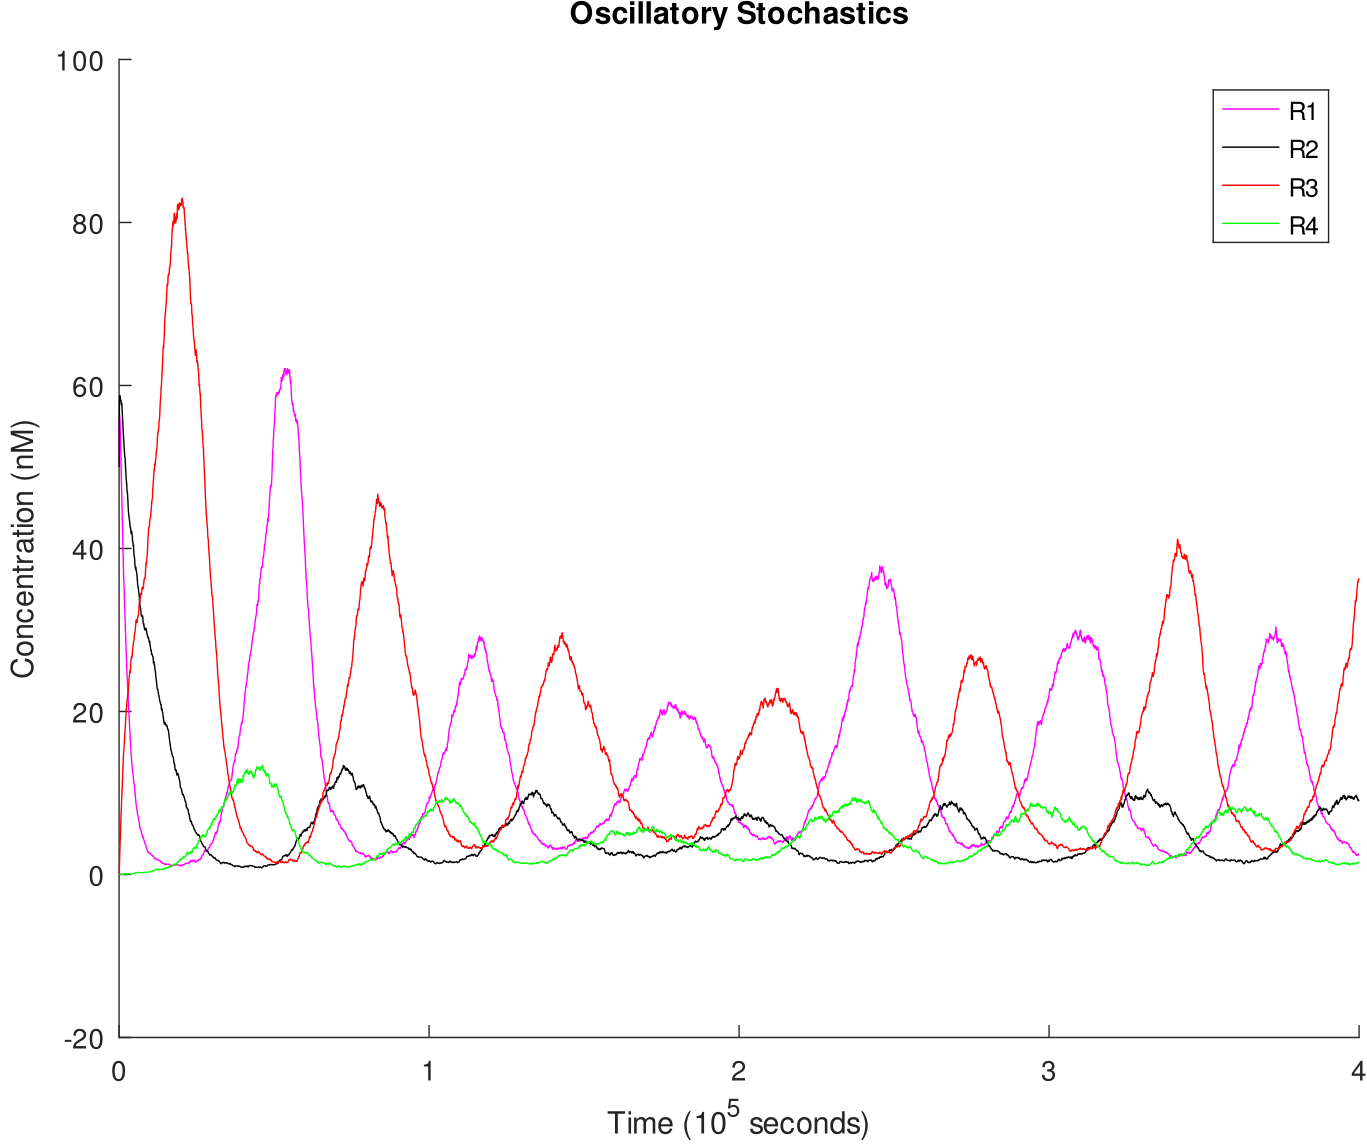 Oscillatory Stochastics
100
80
60
40
20
0
-20
Concentration (nM)
R1
R2
R3
R4
0 1 2 3 4
Time (10^5 seconds)